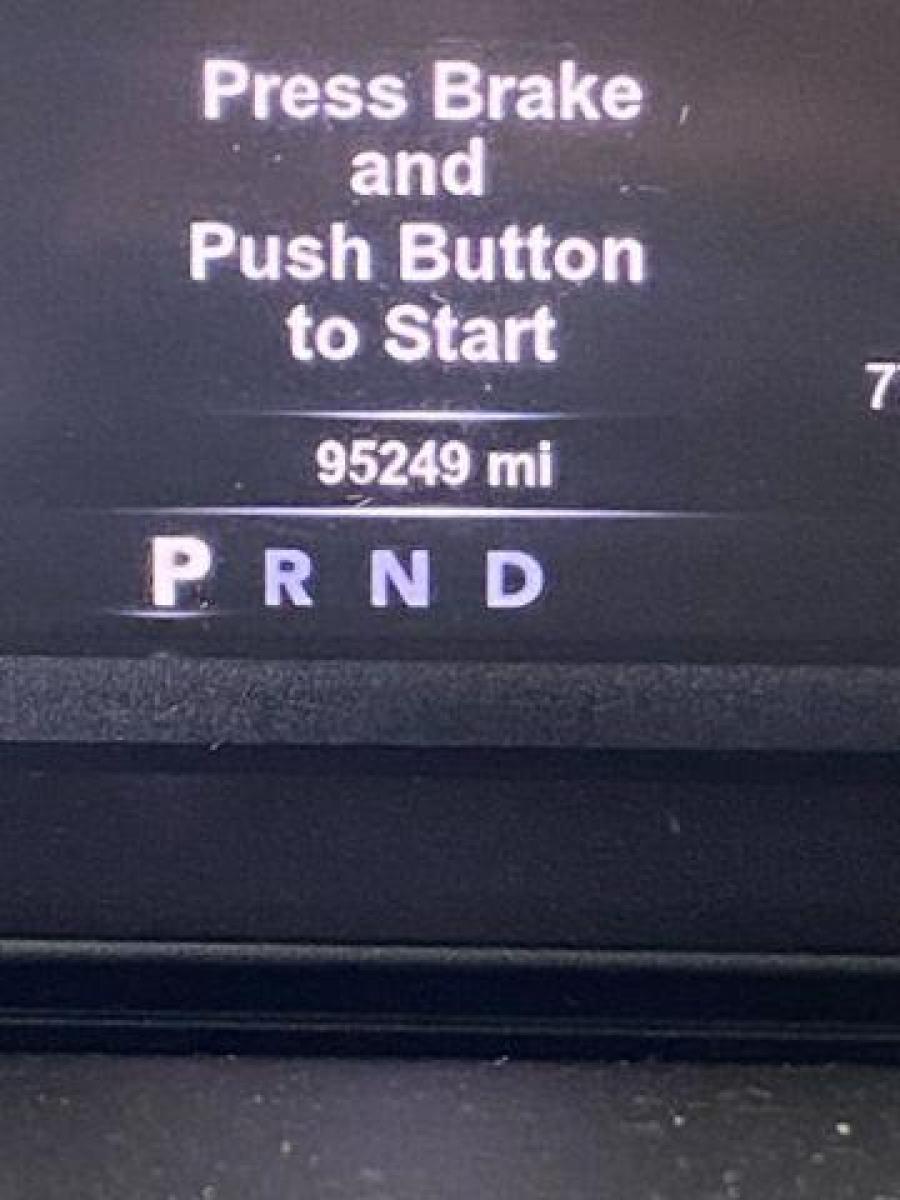 Press Brake
and
Push Button
to Start
95249 mi
P R N D